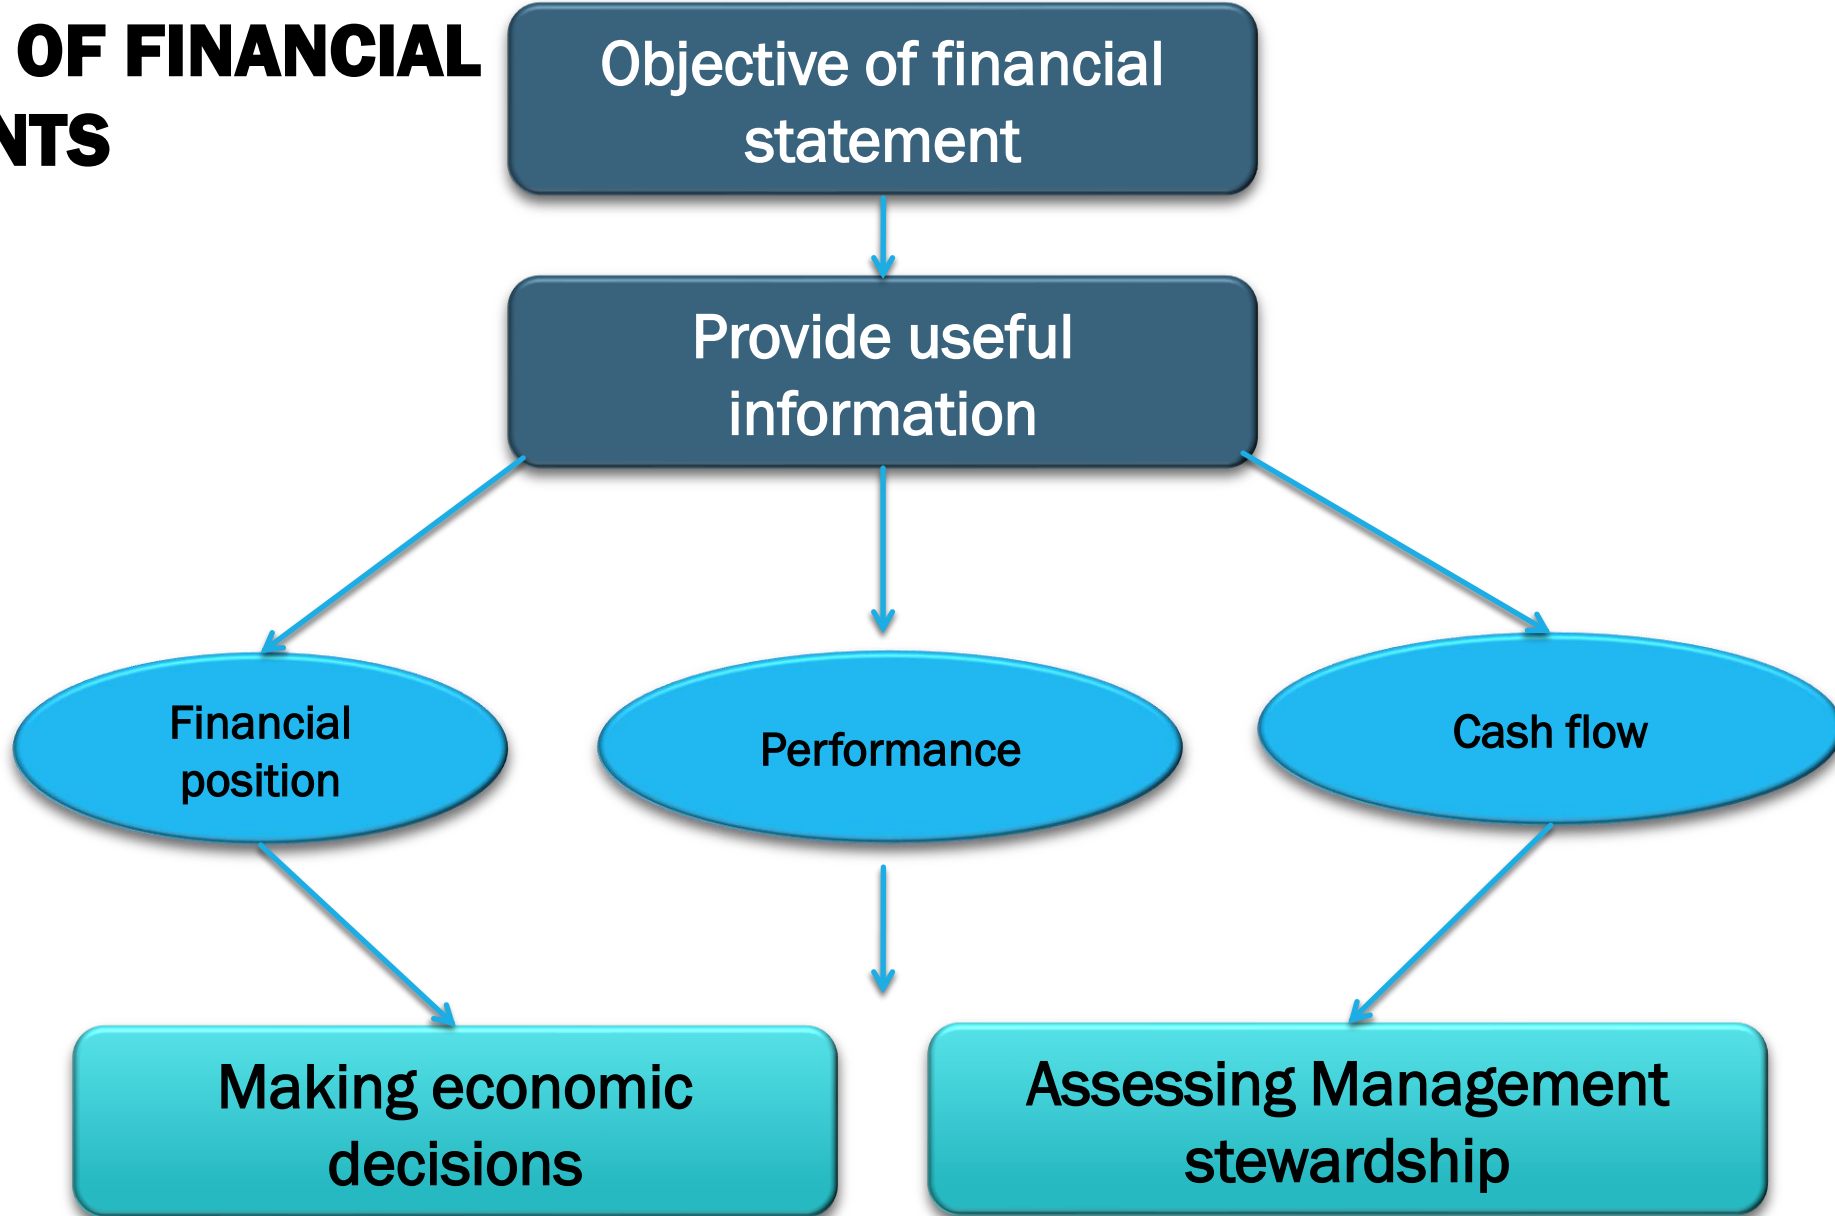 OF FINANCIAL
NTS
Objective of financial
statement
Provide useful
information
Financial
position
Performance
Cash flow
Making economic
decisions
Assessing Management
stewardship